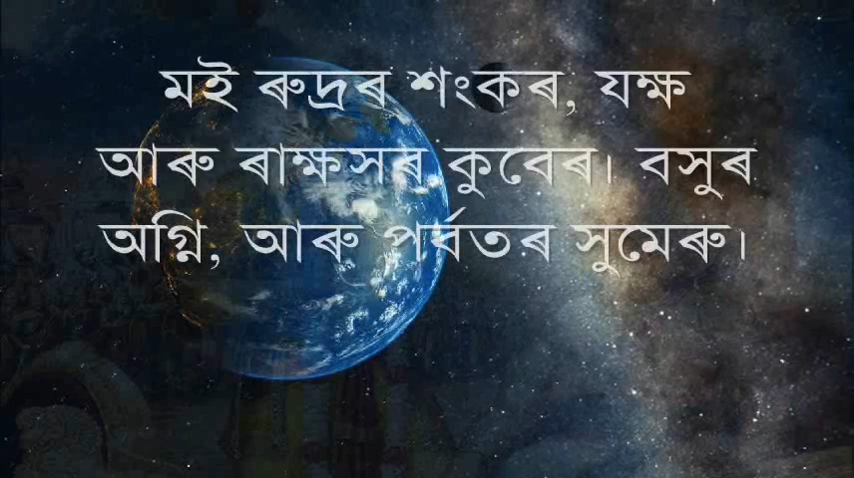 মই ৰুদ্ৰৰ শংকৰ, যক্ষ
আৰু ৰাক্ষসৰ কুবেৰ। বসুৰ
অগ্নি, আৰু পৰ্বতৰ সুমেৰু।